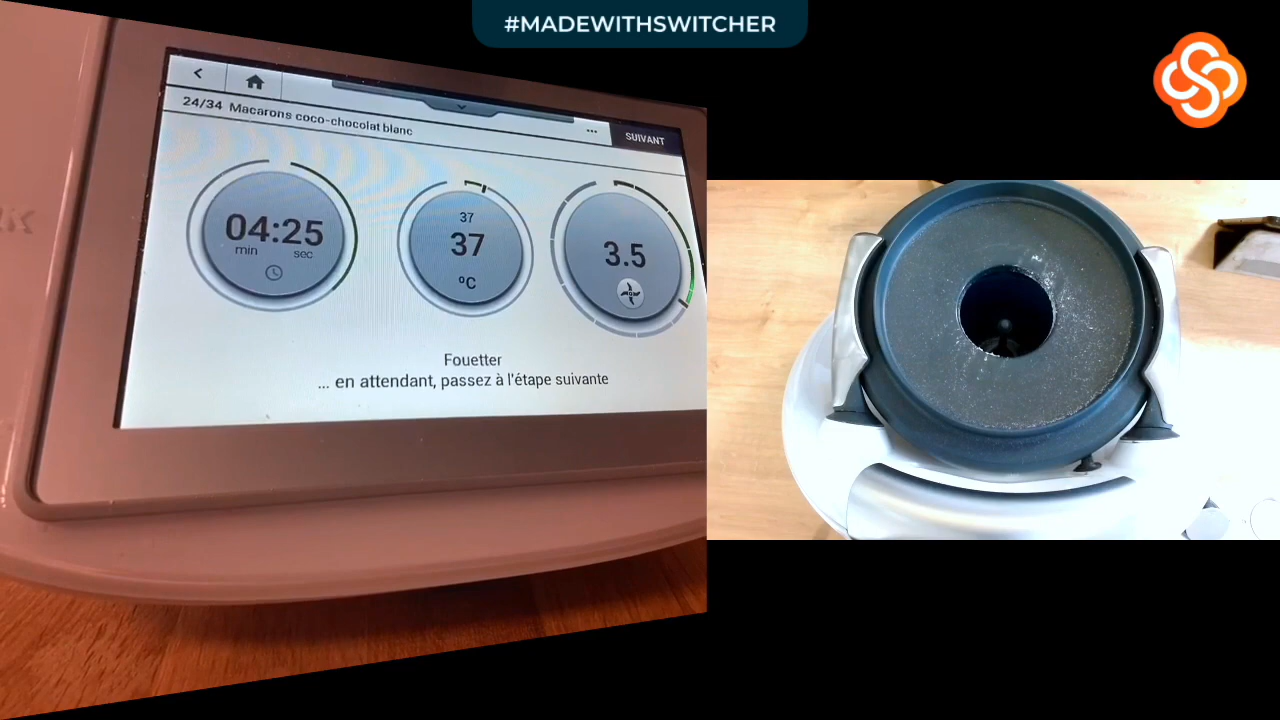 #MADEWITHSWITCHER
24/34 Macarons coco-chocolat blanc
...
SUIVANT
04:25
min sec
37
37
ºC
3.5
Fouetter
... en attendant, passez à l'étape suivante